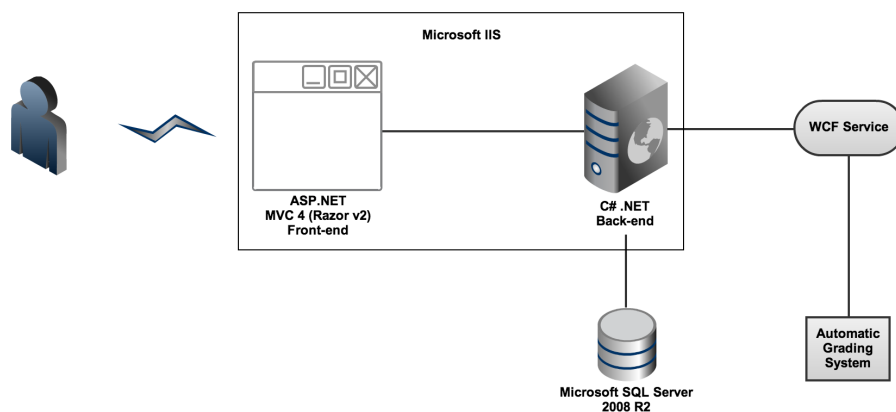 Microsoft IIS
ASP.NET
MVC 4 (Razor v2)
Front-end
C# .NET
Back-end
WCF Service
Microsoft SQL Server
2008 R2
Automatic
Grading
System